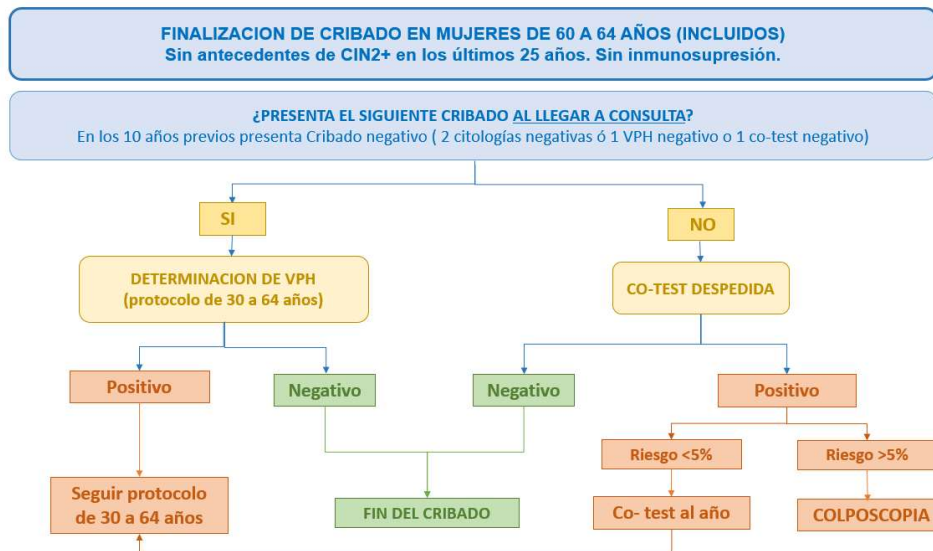 FINALIZACION DE CRIBADO EN MUJERES DE 60 A 64 AÑOS (INCLUIDOS)
Sin antecedentes de CIN2+ en los últimos 25 años. Sin inmunosupresión.
¿PRESENTA EL SIGUIENTE CRIBADO AL LLEGAR A CONSULTA?
En los 10 años previos presenta Cribado negativo ( 2 citologías negativas ó 1 VPH negativo o 1 co-test negativo)
SI
NO
DETERMINACION DE VPH
(protocolo de 30 a 64 años)
CO-TEST DESPEDIDA
Positivo
Negativo
Negativo
Positivo
Riesgo <5%
Riesgo >5%
Seguir protocolo
de 30 a 64 años
FIN DEL CRIBADO
Co- test al año
COLPOSCOPIA